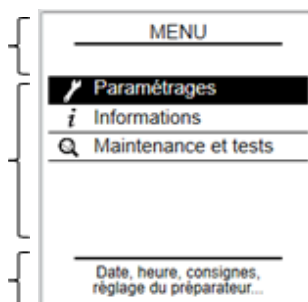 MENU
Paramétrages
Informations
Maintenance et tests
Date, heure, consignes,
réglage du préparateur...